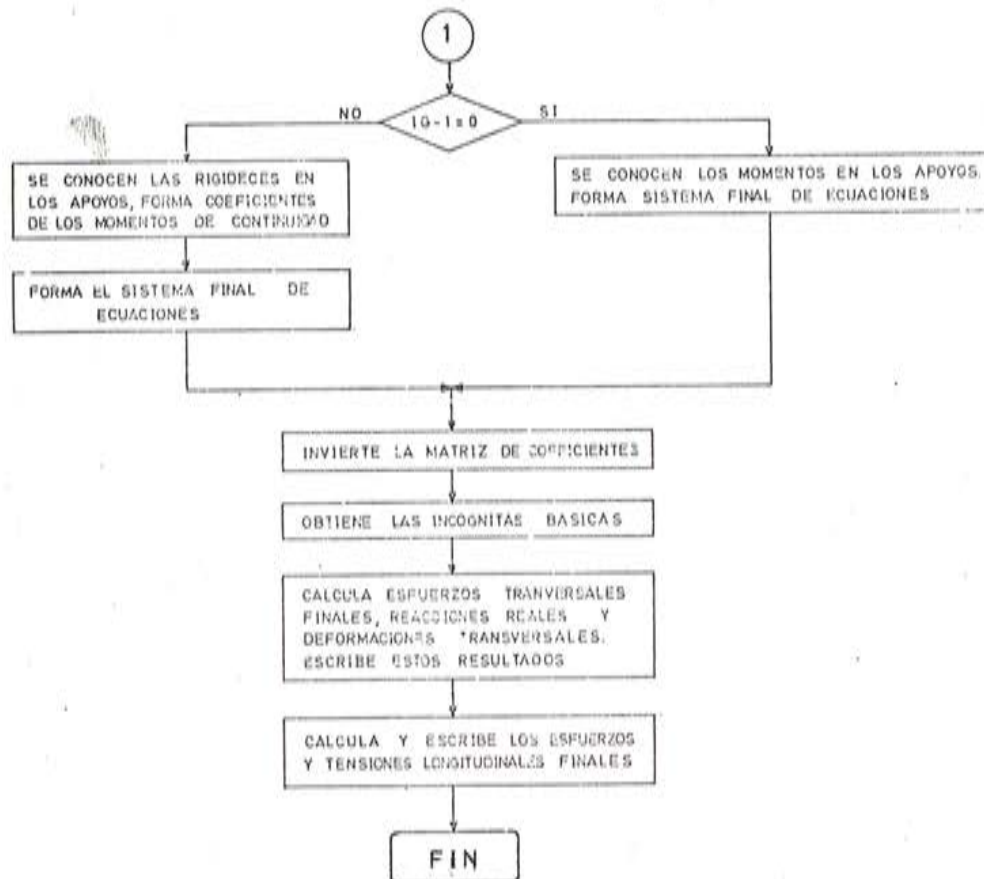 1
NO
IG-1=0
SI
SE CONOCEN LAS RIGIDECES EN
LOS APOYOS, FORMA COEFICIENTES
DE LOS MOMENTOS DE CONTINUIDAD
SE CONOCEN LOS MOMENTOS EN LOS APOYOS.
FORMA SISTEMA FINAL DE ECUACIONES
FORMA EL SISTEMA FINAL DE
ECUACIONES
INVIERTE LA MATRIZ DE COEFICIENTES
OBTIENE LAS INCOGNITAS BASICAS
CALCULA ESFUERZOS TRANVERSALES
FINALES, REACCIONES REALES Y
DEFORMACIONES TRANSVERSALES.
ESCRIBE ESTOS RESULTADOS
CALCULA Y ESCRIBE LOS ESFUERZOS
Y TENSIONES LONGITUDINALES FINALES
FIN